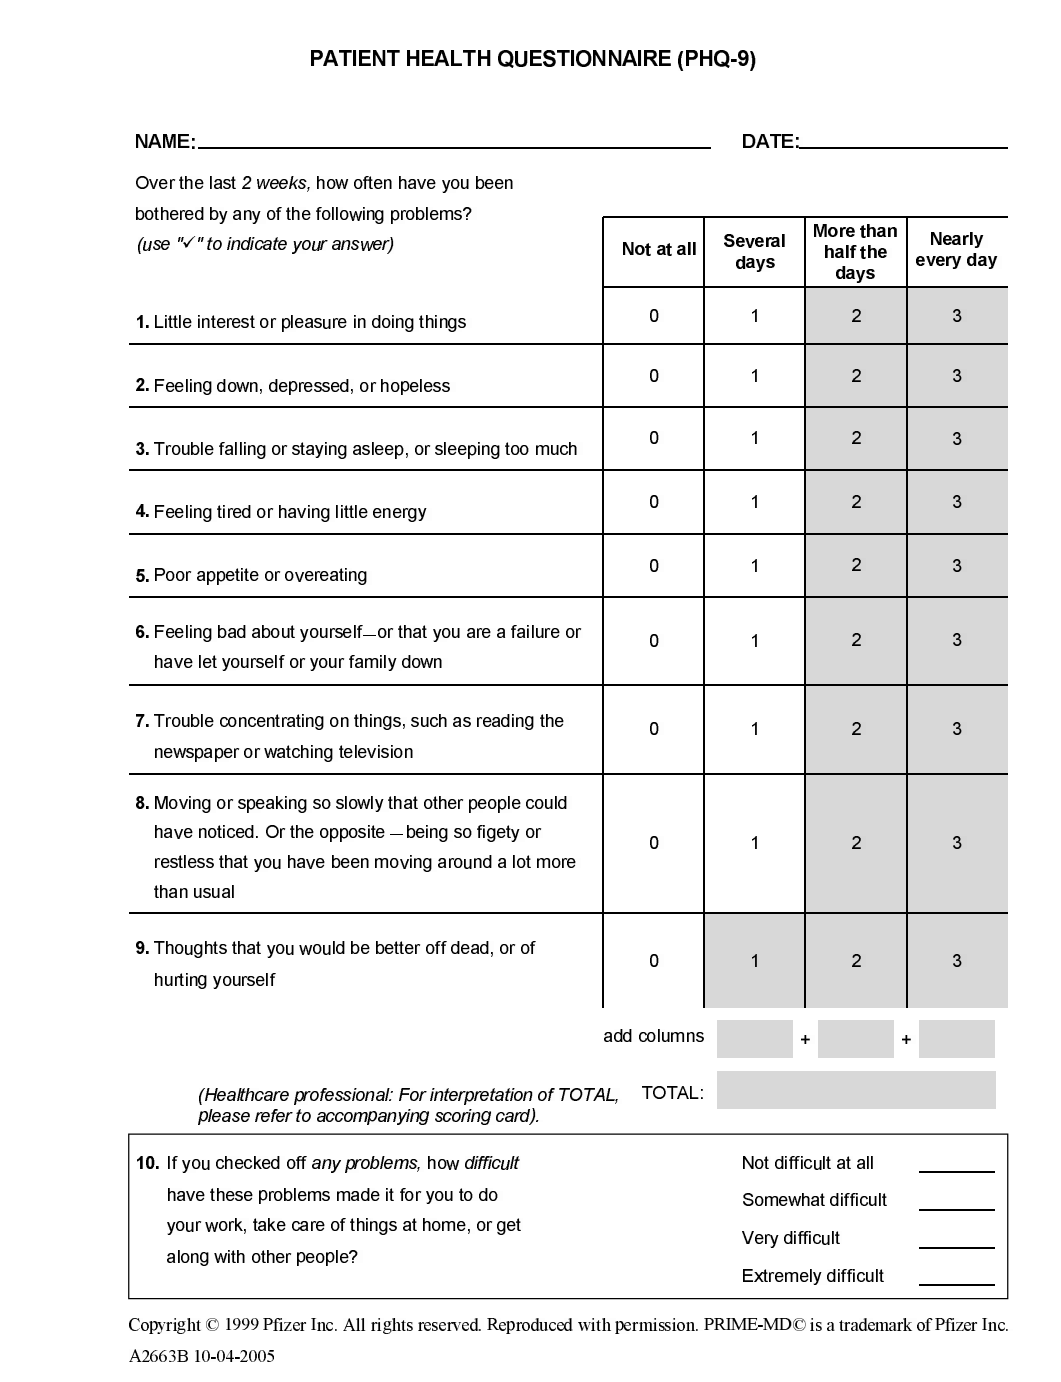 PATIENT HEALTH QUESTIONNAIRE (PHQ-9)
NAME: DATE:
Over the last 2 weeks, how often have you been
bothered by any of the following problems?
(use "✓" to indicate your answer)
Not at all
Several
days
More than
half the
days
Nearly
every day
1. Little interest or pleasure in doing things 0 1 2 3
2. Feeling down, depressed, or hopeless 0 1 2 3
3. Trouble falling or staying asleep, or sleeping too much 0 1 2 3
4. Feeling tired or having little energy 0 1 2 3
5. Poor appetite or overeating 0 1 2 3
6. Feeling bad about yourself—or that you are a failure or
have let yourself or your family down 0 1 2 3
7. Trouble concentrating on things, such as reading the
newspaper or watching television 0 1 2 3
8. Moving or speaking so slowly that other people could
have noticed. Or the opposite —being so figety or
restless that you have been moving around a lot more
than usual 0 1 2 3
9. Thoughts that you would be better off dead, or of
hurting yourself 0 1 2 3
add columns + +
(Healthcare professional: For interpretation of TOTAL, TOTAL:
please refer to accompanying scoring card).
10. If you checked off any problems, how difficult
have these problems made it for you to do
your work, take care of things at home, or get
along with other people?
Not difficult at all
Somewhat difficult
Very difficult
Extremely difficult
Copyright © 1999 Pfizer Inc. All rights reserved. Reproduced with permission. PRIME-MD© is a trademark of Pfizer Inc.
A2663B 10-04-2005